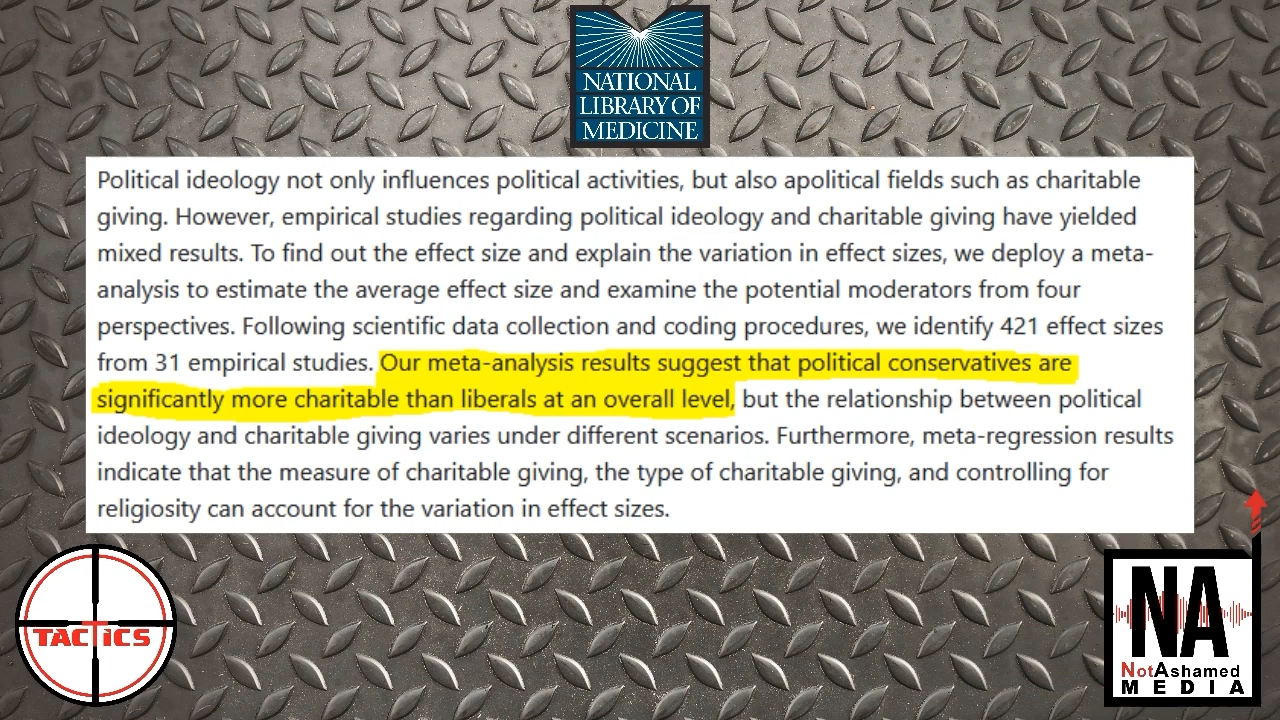 NATIONAL
LIBRARY OF
MEDICINE
Political ideology not only influences political activities, but also apolitical fields such as charitable
giving. However, empirical studies regarding political ideology and charitable giving have yielded
mixed results. To find out the effect size and explain the variation in effect sizes, we deploy a meta-
analysis to estimate the average effect size and examine the potential moderators from four
perspectives. Following scientific data collection and coding procedures, we identify 421 effect sizes
from 31 empirical studies. Our meta-analysis results suggest that political conservatives are
significantly more charitable than liberals at an overall level, but the relationship between political
ideology and charitable giving varies under different scenarios. Furthermore, meta-regression results
indicate that the measure of charitable giving, the type of charitable giving, and controlling for
religiosity can account for the variation in effect sizes.
TACTICS
NA
NotAshamed
MEDIA